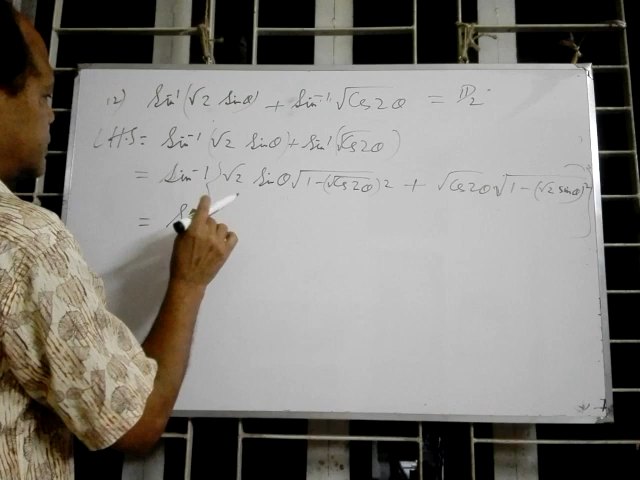 12) Sin⁻¹(√2 Sinθ) + Sin⁻¹ √Cos2θ = π/2.
LHS = Sin⁻¹(√2 Sinθ) + Sin⁻¹(√Cos2θ)
= Sin⁻¹{√2 Sinθ √1-(√Cos2θ)² + √Cos2θ √1-(√2 sinθ)²}
=